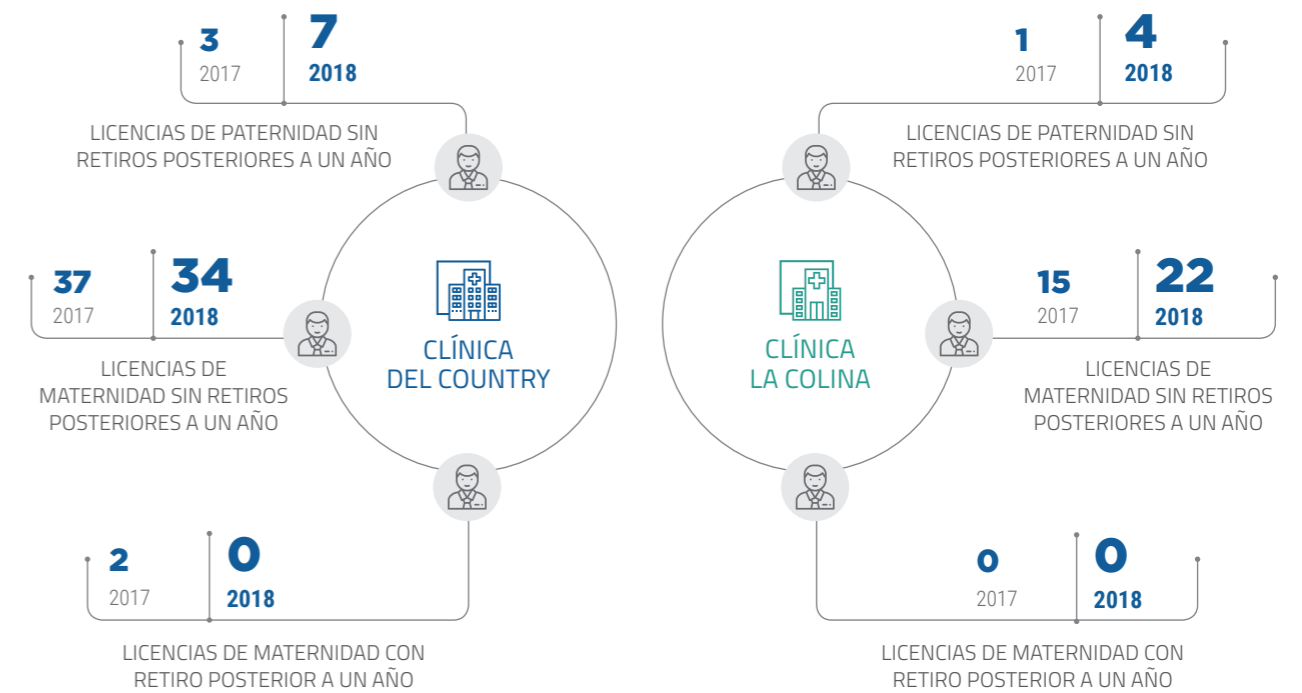 3 7
2017 2018
LICENCIAS DE PATERNIDAD SIN
RETIROS POSTERIORES A UN AÑO
37 34
2017 2018
LICENCIAS DE
MATERNIDAD SIN RETIROS
POSTERIORES A UN AÑO
CLÍNICA
DEL COUNTRY
2 0
2017 2018
LICENCIAS DE MATERNIDAD CON
RETIRO POSTERIOR A UN AÑO
1 4
2017 2018
LICENCIAS DE PATERNIDAD SIN
RETIROS POSTERIORES A UN AÑO
CLÍNICA
LA COLINA
15 22
2017 2018
LICENCIAS DE
MATERNIDAD SIN RETIROS
POSTERIORES A UN AÑO
0 0
2017 2018
LICENCIAS DE MATERNIDAD CON
RETIRO POSTERIOR A UN AÑO